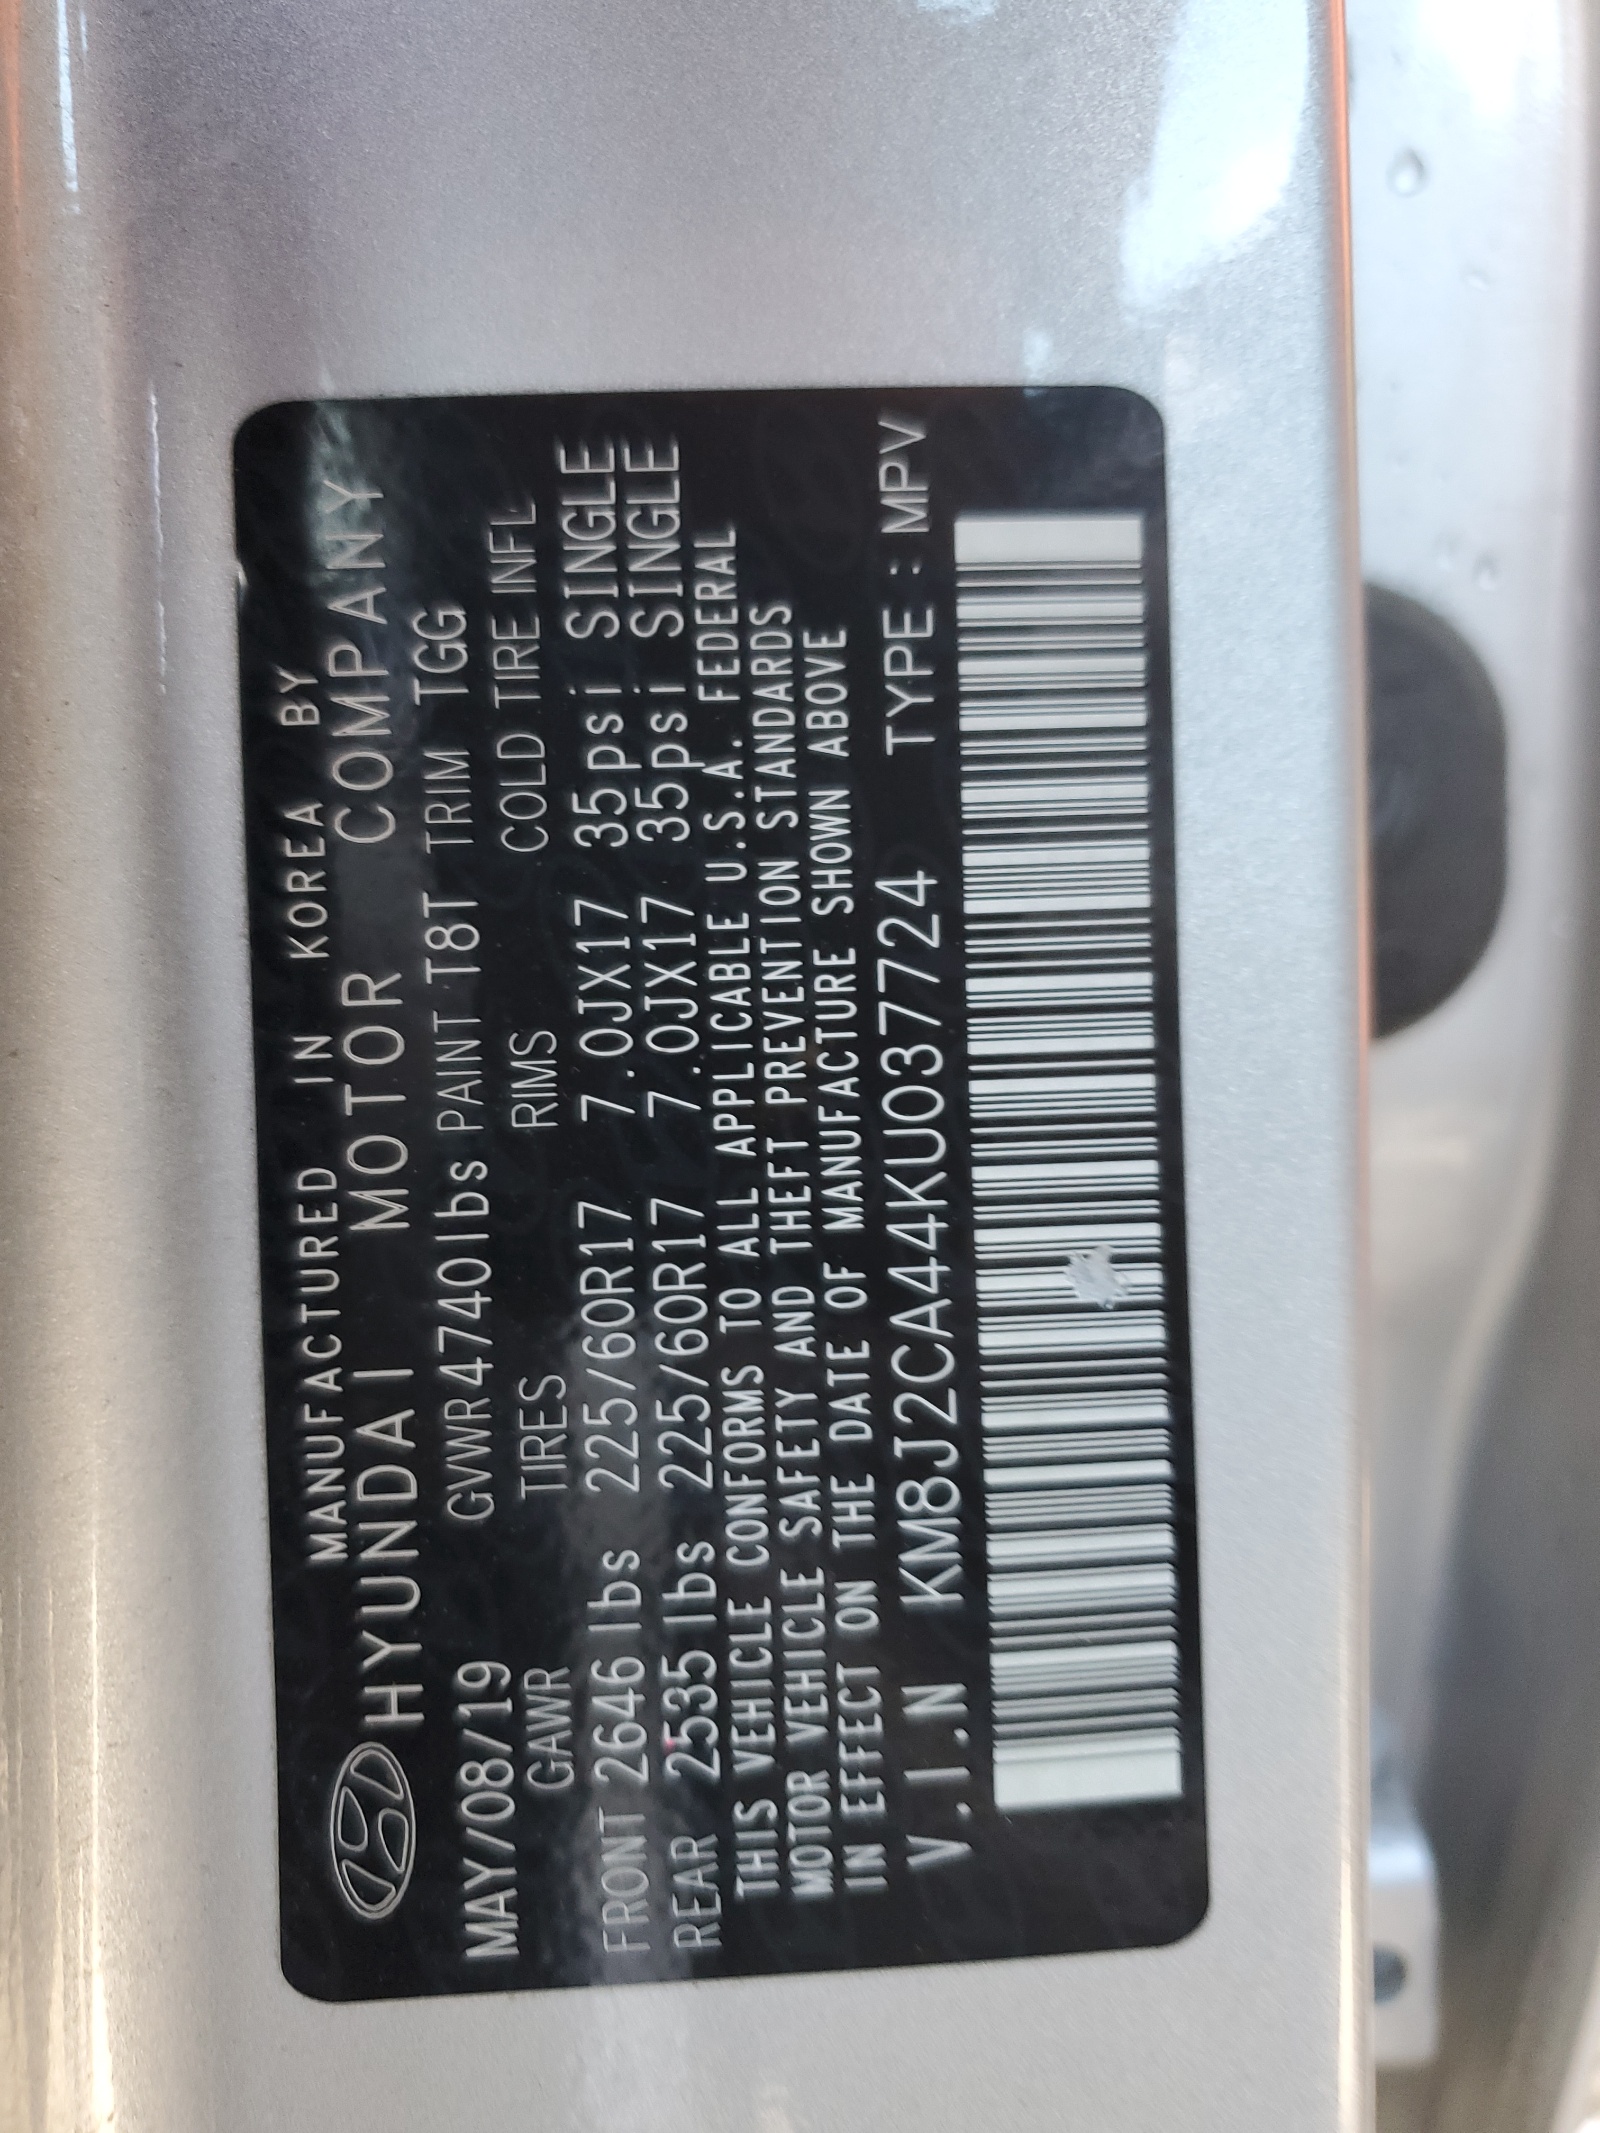 MANUFACTURED IN KOREA BY
HYUNDAI MOTOR COMPANY
MAY/08/19 GVWR4740lbs PAINT T8T TRIM TGG
GAWR TIRES RIMS COLD TIRE INFL
FRONT 2646 lbs 225/60R17 7.0JX17 35psi SINGLE
REAR 2535 lbs 225/60R17 7.0JX17 35psi SINGLE
THIS VEHICLE CONFORMS TO ALL APPLICABLE U.S.A. FEDERAL
MOTOR VEHICLE SAFETY AND THEFT PREVENTION STANDARDS
IN EFFECT ON THE DATE OF MANUFACTURE SHOWN ABOVE
V.I.N KM8J2CA44KU037724 TYPE : MPV